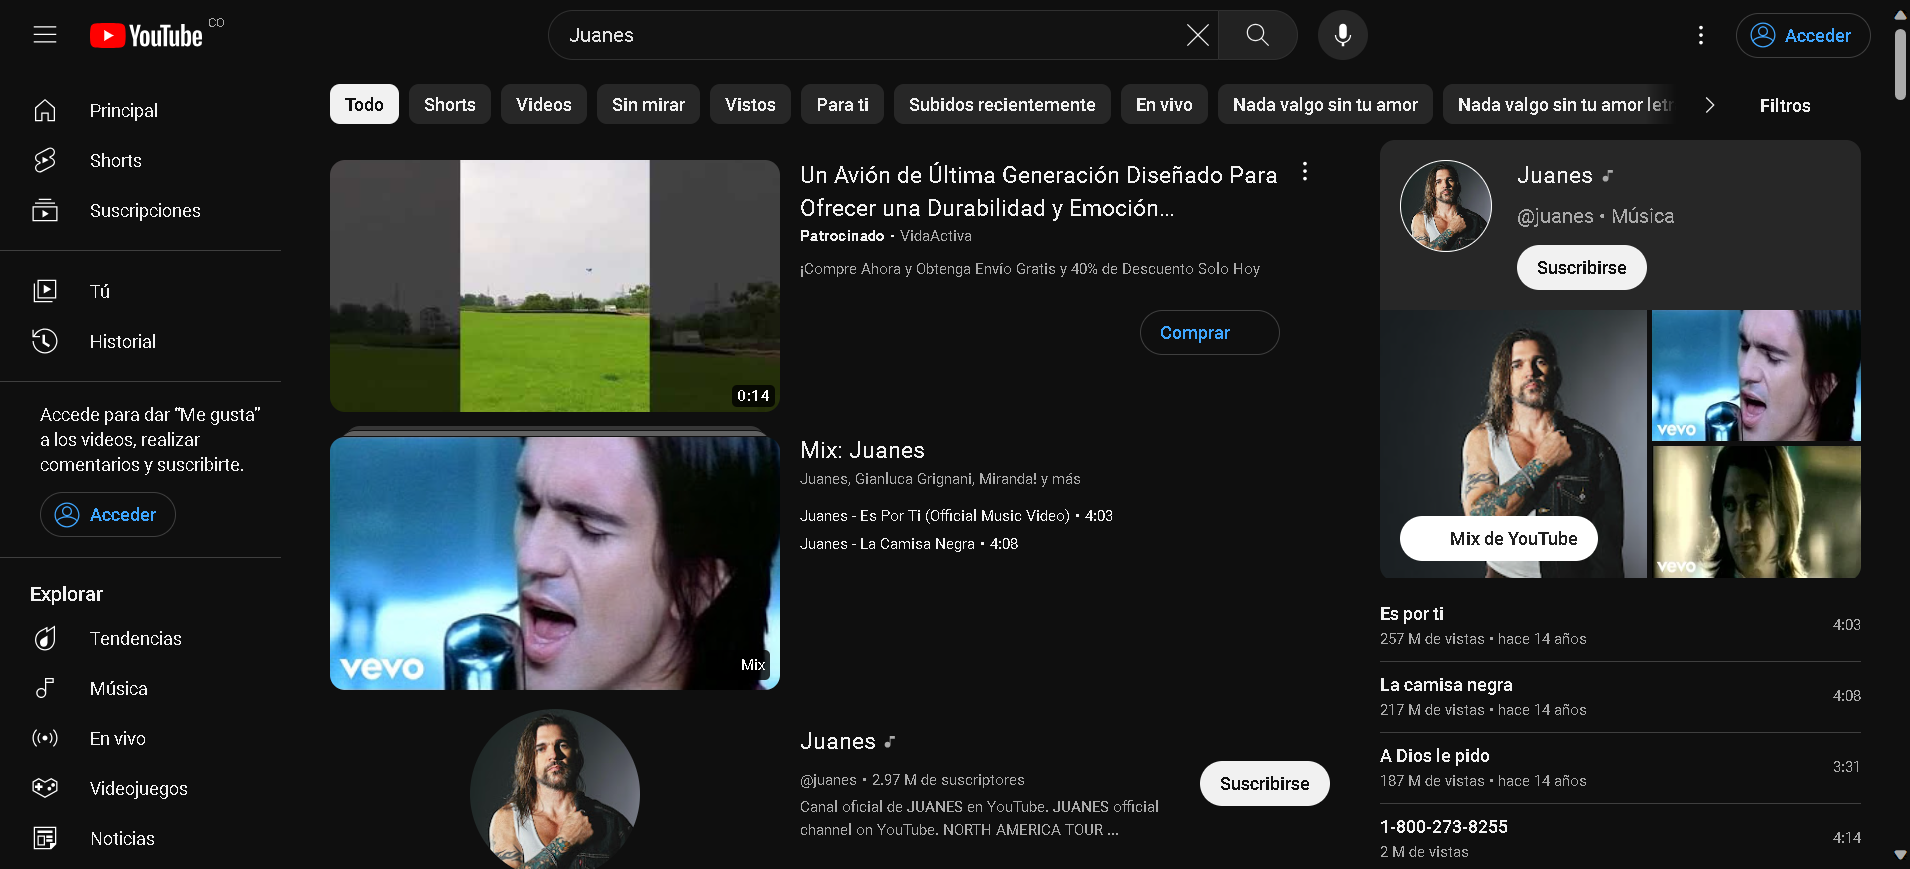 YouTube CO
Juanes
Acceder
Principal
Shorts
Suscripciones
Tú
Historial
Accede para dar “Me gusta”
a los videos, realizar
comentarios y suscribirte.
Acceder
Explorar
Tendencias
Música
En vivo
Videojuegos
Noticias
Todo
Shorts
Videos
Sin mirar
Vistos
Para ti
Subidos recientemente
En vivo
Nada valgo sin tu amor
Nada valgo sin tu amor letr
Filtros
0:14
Un Avión de Última Generación Diseñado Para
Ofrecer una Durabilidad y Emoción...
Patrocinado • VidaActiva
¡Compre Ahora y Obtenga Envío Gratis y 40% de Descuento Solo Hoy
Comprar
vevo
Mix
Mix: Juanes
Juanes, Gianluca Grignani, Miranda! y más
Juanes - Es Por Ti (Official Music Video) • 4:03
Juanes - La Camisa Negra • 4:08
Juanes
@juanes • 2.97 M de suscriptores
Canal oficial de JUANES en YouTube. JUANES official
channel on YouTube. NORTH AMERICA TOUR ...
Suscribirse
Juanes
@juanes • Música
Suscribirse
Mix de YouTube
vevo
vevo
Es por ti
257 M de vistas • hace 14 años
4:03
La camisa negra
217 M de vistas • hace 14 años
4:08
A Dios le pido
187 M de vistas • hace 14 años
3:31
1-800-273-8255
2 M de vistas
4:14